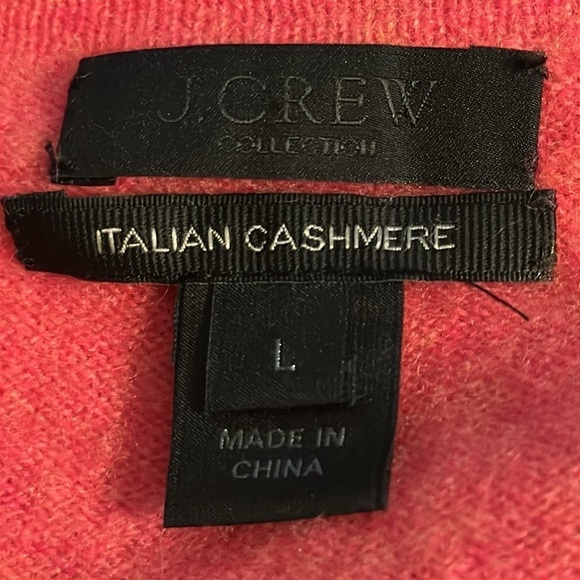 J.CREW
COLLECTION
ITALIAN CASHMERE
L
MADE IN
CHINA